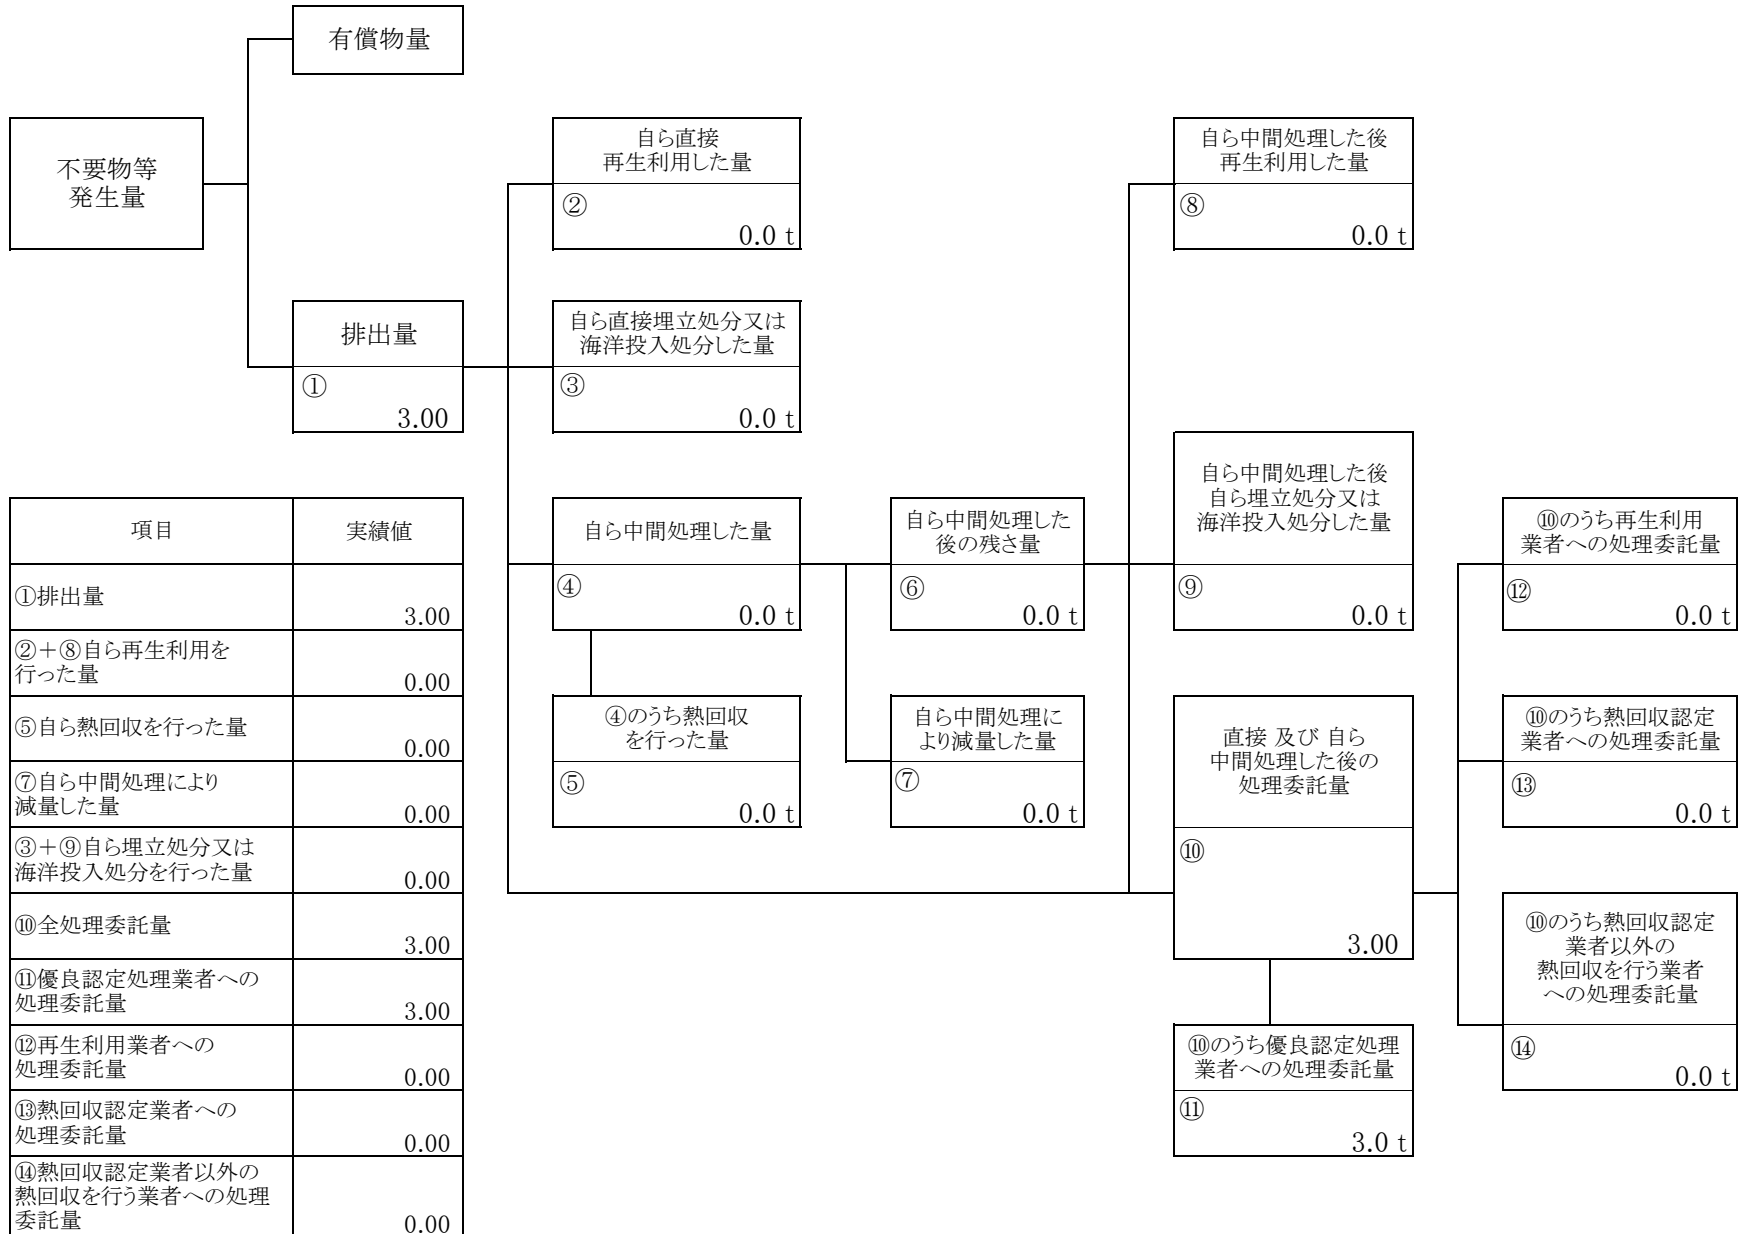 有償物量
不要物等
発生量
自ら直接
再生利用した量
②
0.0 t
自ら中間処理した後
再生利用した量
⑧
0.0 t
排出量
①
3.00
自ら直接埋立処分又は
海洋投入処分した量
③
0.0 t
自ら中間処理した量
④
0.0 t
自ら中間処理した
後の残さ量
⑥
0.0 t
自ら中間処理した後
自ら埋立処分又は
海洋投入処分した量
⑨
0.0 t
⑩のうち再生利用
業者への処理委託量
⑫
0.0 t
④のうち熱回収
を行った量
⑤
0.0 t
自ら中間処理に
より減量した量
⑦
0.0 t
直接 及び 自ら
中間処理した後の
処理委託量
⑩
3.00
⑩のうち熱回収認定
業者への処理委託量
⑬
0.0 t
⑩のうち熱回収認定
業者以外の
熱回収を行う業者
への処理委託量
⑭
0.0 t
⑩のうち優良認定処理
業者への処理委託量
⑪
3.0 t
項目 実績値
①排出量
3.00
②＋⑧自ら再生利用を
行った量
0.00
⑤自ら熱回収を行った量
0.00
⑦自ら中間処理により
減量した量
0.00
③＋⑨自ら埋立処分又は
海洋投入処分を行った量
0.00
⑩全処理委託量
3.00
⑪優良認定処理業者への
処理委託量
3.00
⑫再生利用業者への
処理委託量
0.00
⑬熱回収認定業者への
処理委託量
0.00
⑭熱回収認定業者以外の
熱回収を行う業者への処理
委託量
0.00